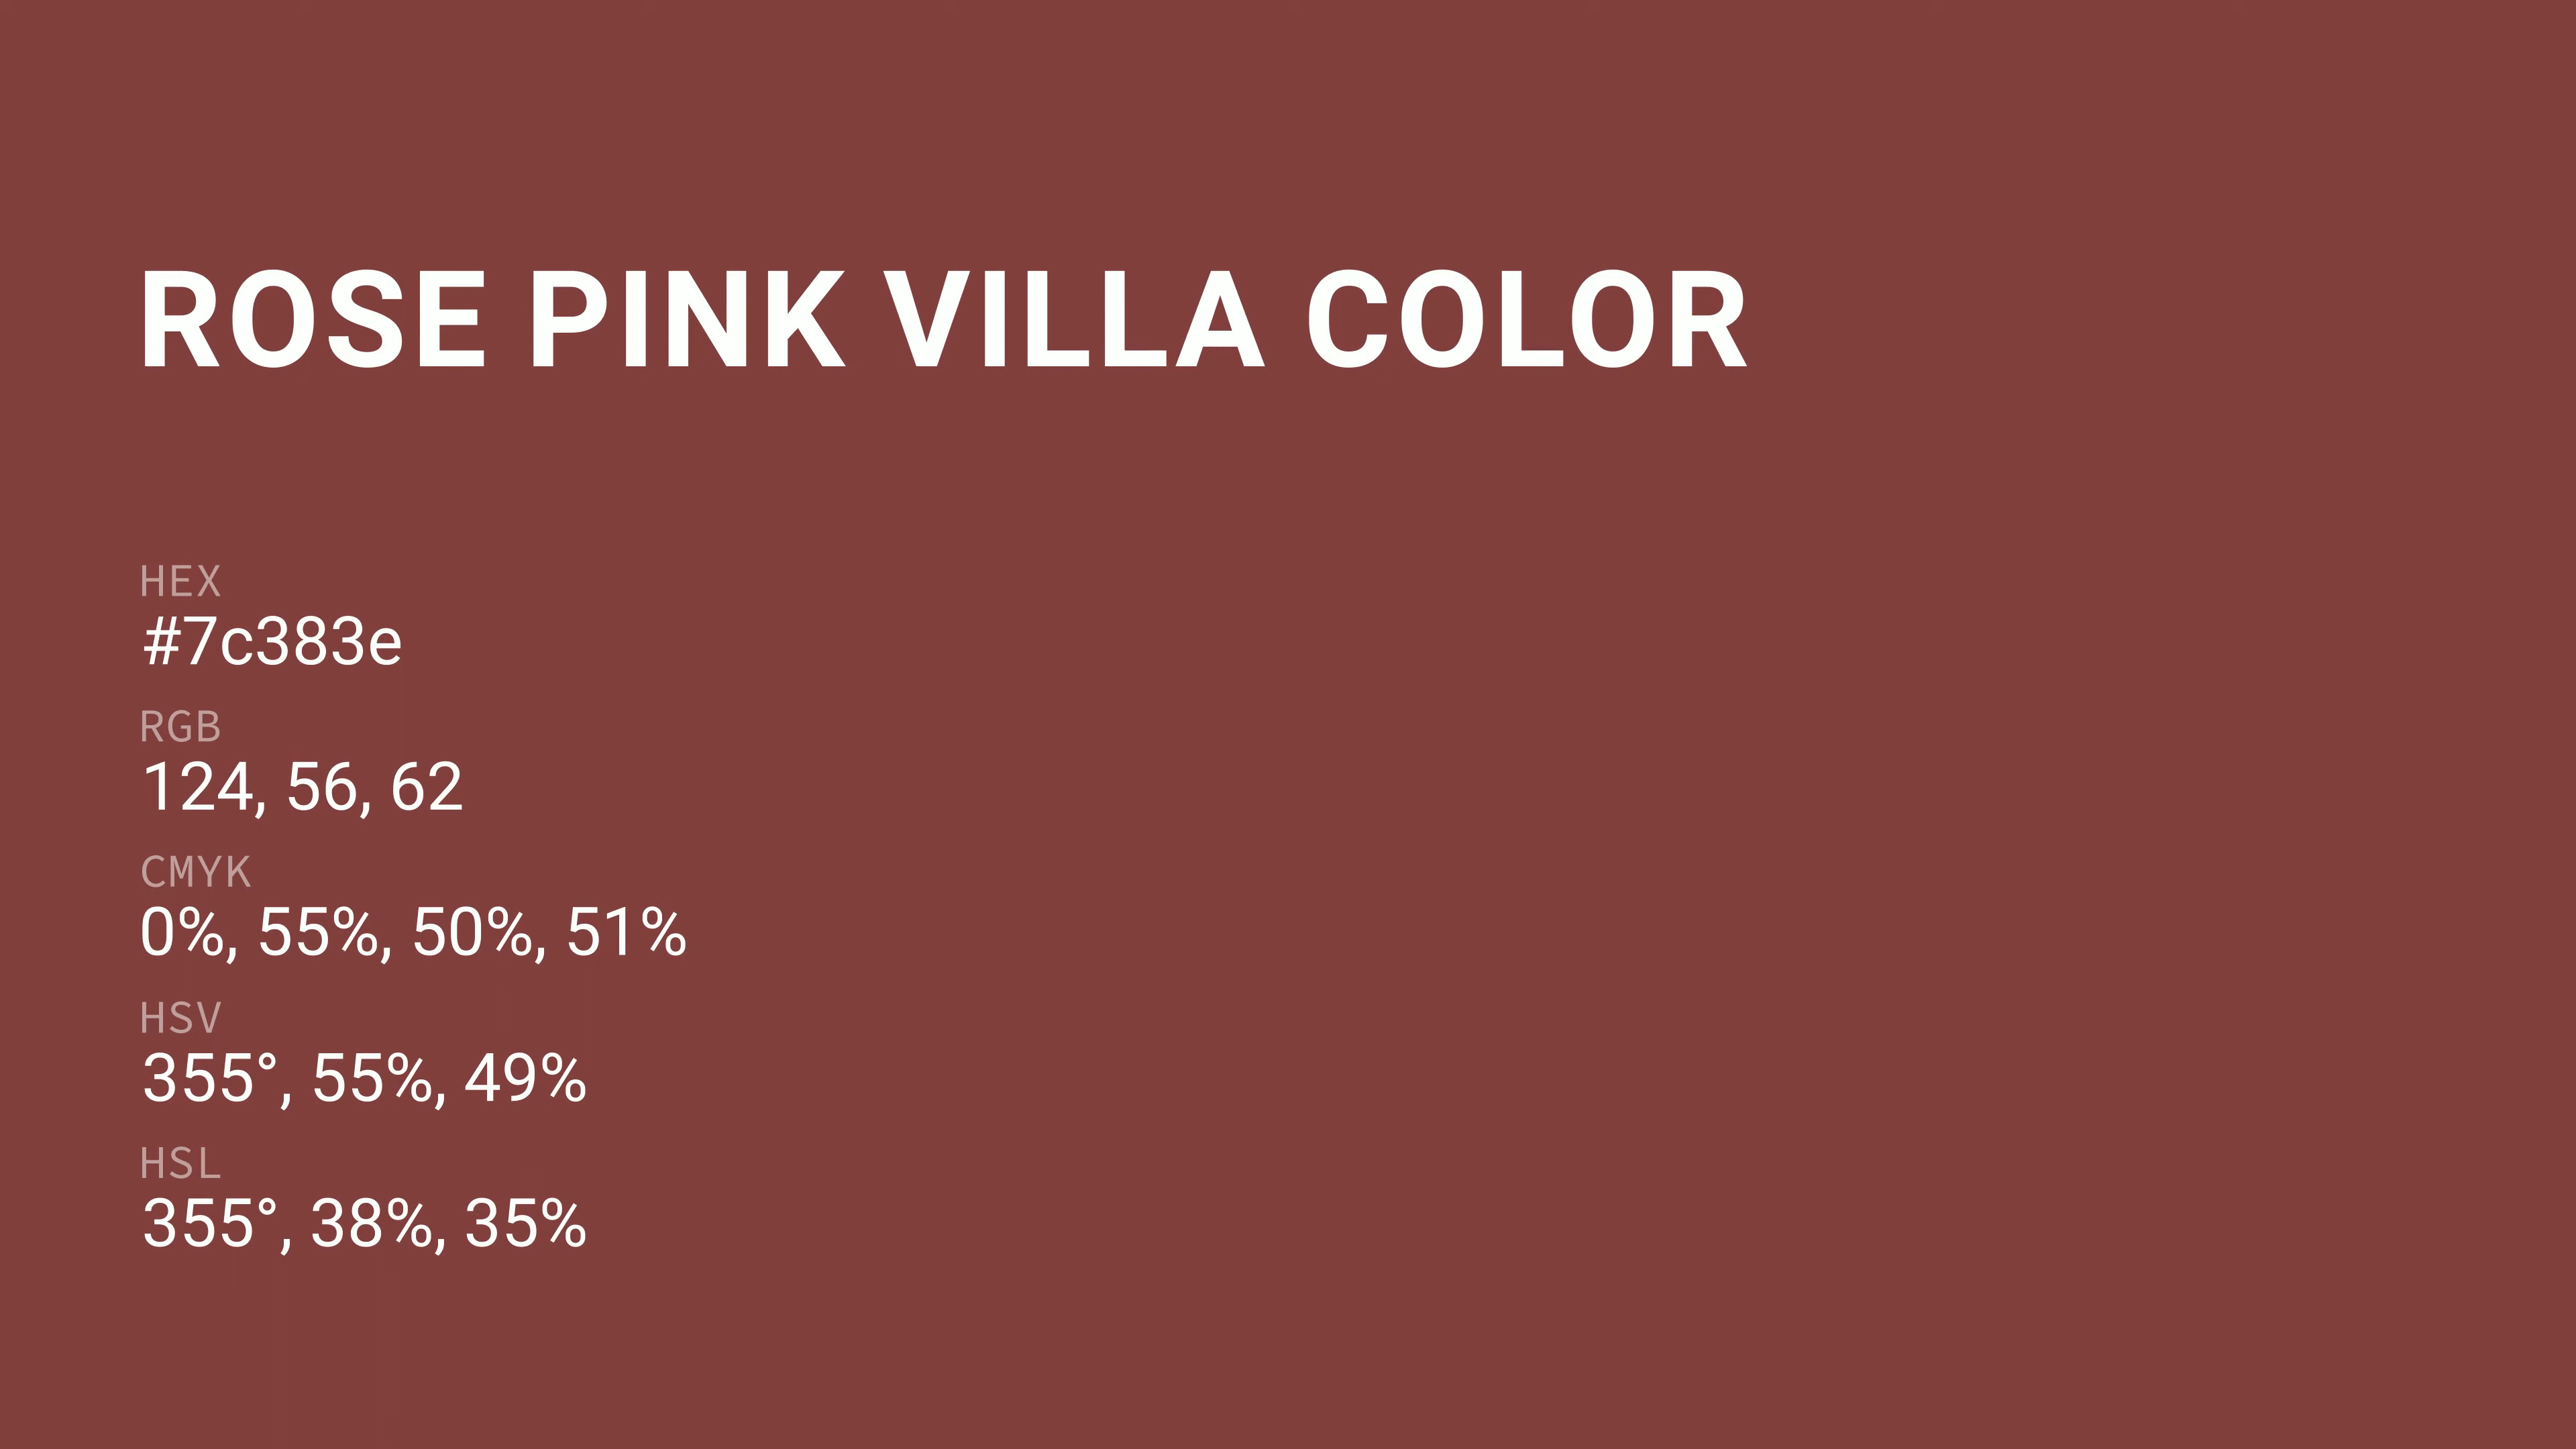 ROSE PINK VILLA COLOR
HEX
#7c383e
RGB
124, 56, 62
CMYK
0%, 55%, 50%, 51%
HSV
355°, 55%, 49%
HSL
355°, 38%, 35%